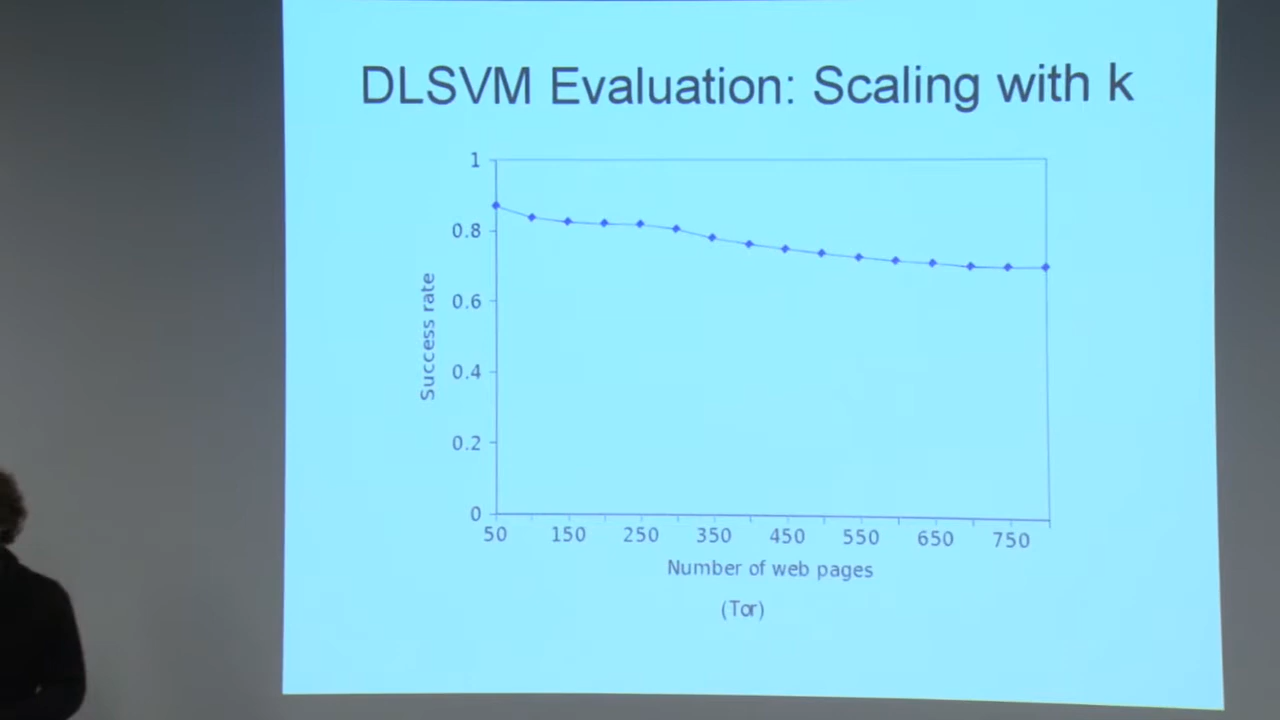 DLSVM Evaluation: Scaling with k
1
0.8
0.6
0.4
0.2
0
Success rate
50 150 250 350 450 550 650 750
Number of web pages
(Tor)